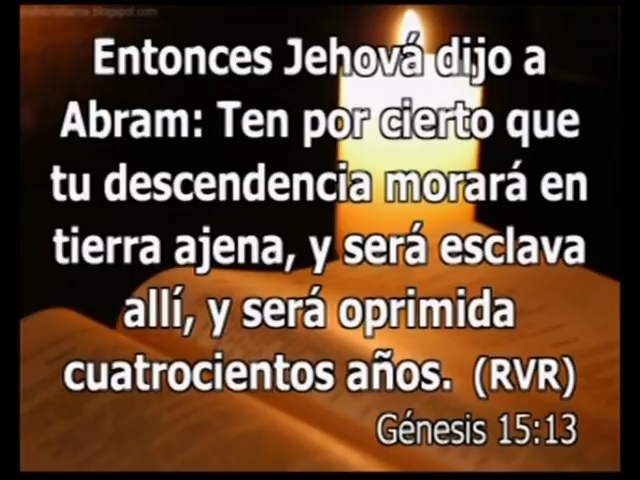 Entonces Jehová dijo a
Abram: Ten por cierto que
tu descendencia morará en
tierra ajena, y será esclava
allí, y será oprimida
cuatrocientos años. (RVR)
Génesis 15:13